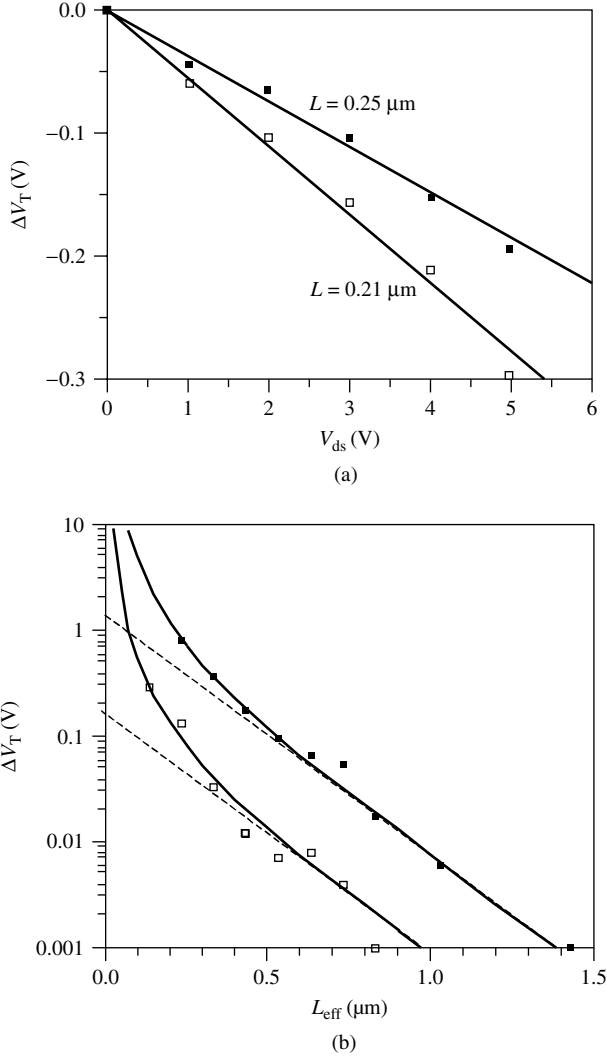 0.0
−0.1
−0.2
−0.3
ΔV_T (V)
L = 0.25 µm
L = 0.21 µm
0 1 2 3 4 5 6
V_ds (V)
(a)
10
1
0.1
0.01
0.001
ΔV_T (V)
0.0 0.5 1.0 1.5
L_eff (µm)
(b)